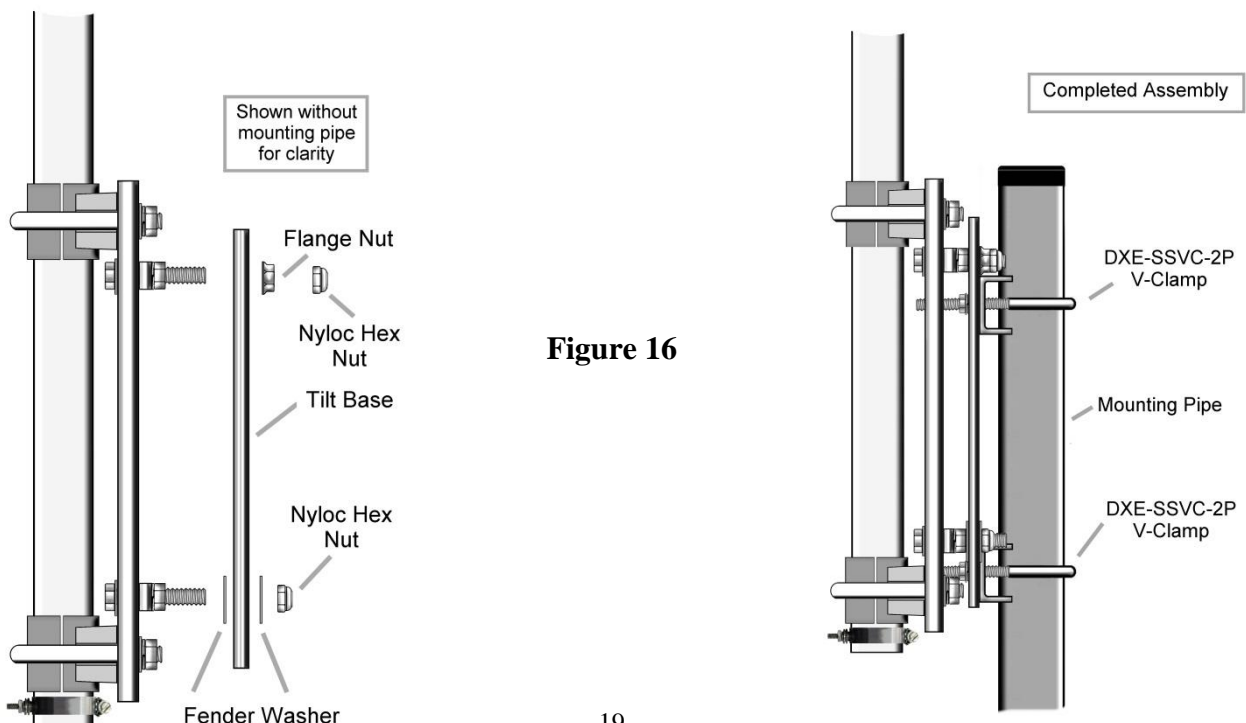 Shown without
mounting pipe
for clarity
Flange Nut
Nyloc Hex
Nut
Tilt Base
Nyloc Hex
Nut
Fender Washer
Figure 16
Completed Assembly
DXE-SSVC-2P
V-Clamp
Mounting Pipe
DXE-SSVC-2P
V-Clamp
19